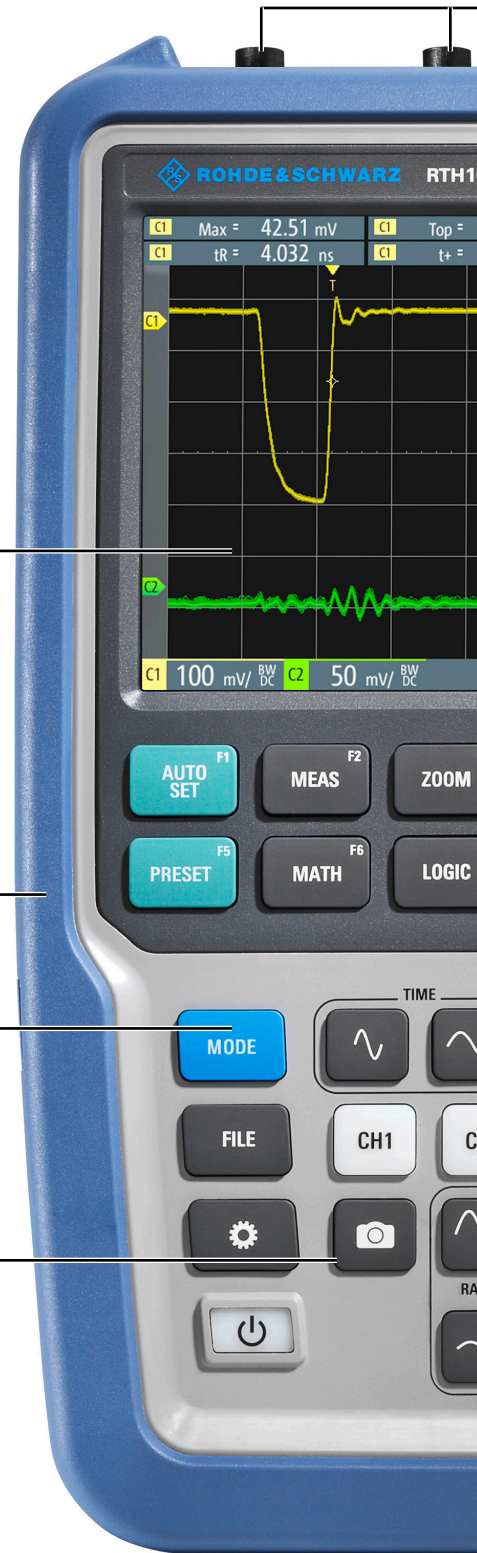 R S ROHDE & SCHWARZ RTH10
C1 Max = 42.51 mV C1 Top =
C1 tR = 4.032 ns C1 t+ =
T
C1
C2
C1 100 mV/ BW DC C2 50 mV/ BW DC
F1 F2
AUTO SET MEAS ZOOM
F5 F6
PRESET MATH LOGIC
TIME
MODE
FILE CH1 C
RA